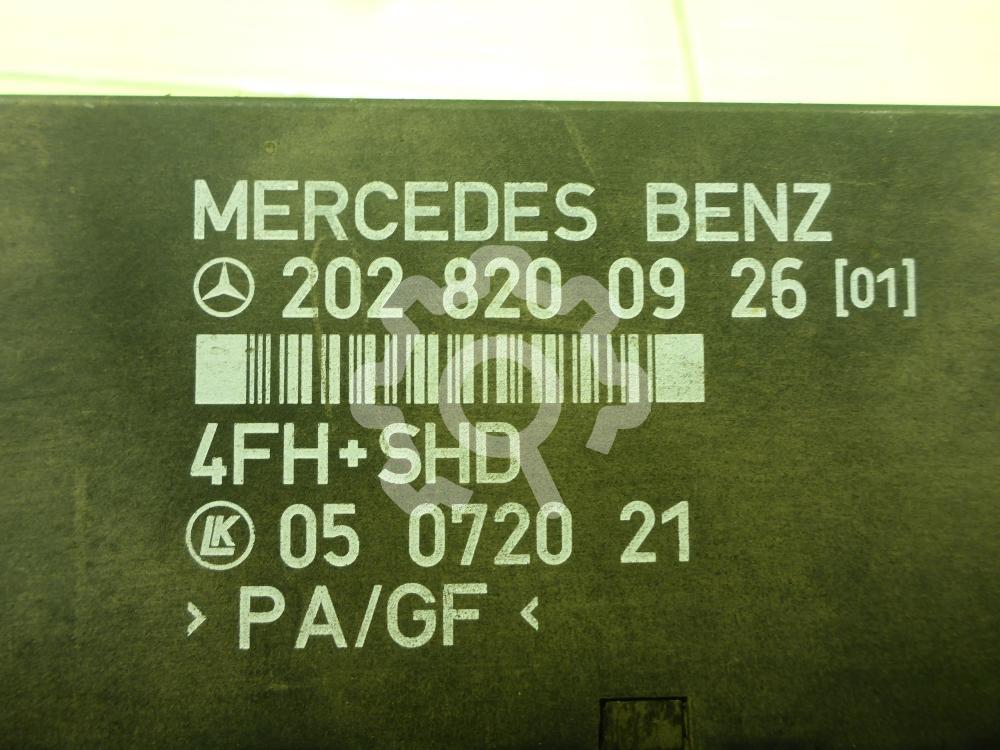 MERCEDES BENZ
202 820 09 26 [01]
4FH+SHD
LK 05 0720 21
> PA/GF <